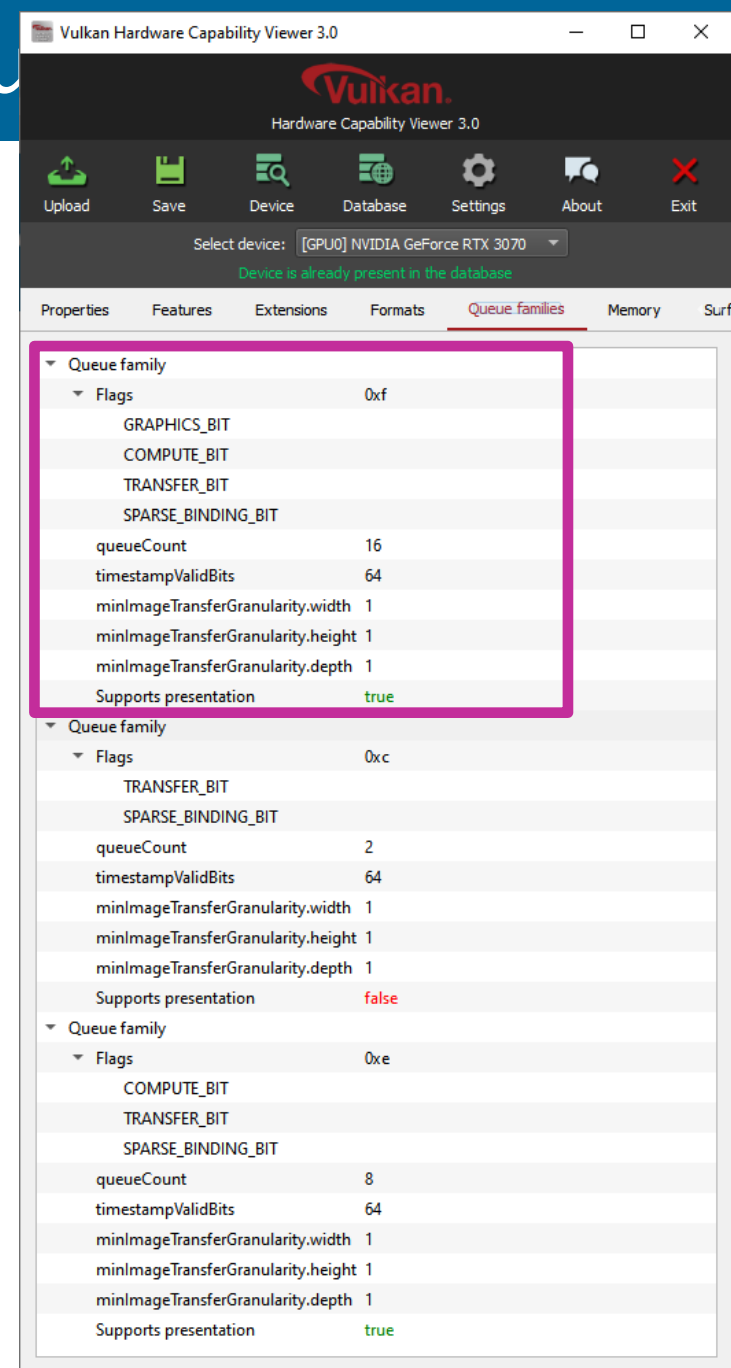 Vulkan Hardware Capability Viewer 3.0
Vulkan.
Hardware Capability Viewer 3.0
Upload Save Device Database Settings About Exit
Select device: [GPU0] NVIDIA GeForce RTX 3070
Device is already present in the database
Properties Features Extensions Formats Queue families Memory Surf
Queue family
Flags 0xf
GRAPHICS_BIT
COMPUTE_BIT
TRANSFER_BIT
SPARSE_BINDING_BIT
queueCount 16
timestampValidBits 64
minImageTransferGranularity.width 1
minImageTransferGranularity.height 1
minImageTransferGranularity.depth 1
Supports presentation true
Queue family
Flags 0xc
TRANSFER_BIT
SPARSE_BINDING_BIT
queueCount 2
timestampValidBits 64
minImageTransferGranularity.width 1
minImageTransferGranularity.height 1
minImageTransferGranularity.depth 1
Supports presentation false
Queue family
Flags 0xe
COMPUTE_BIT
TRANSFER_BIT
SPARSE_BINDING_BIT
queueCount 8
timestampValidBits 64
minImageTransferGranularity.width 1
minImageTransferGranularity.height 1
minImageTransferGranularity.depth 1
Supports presentation true